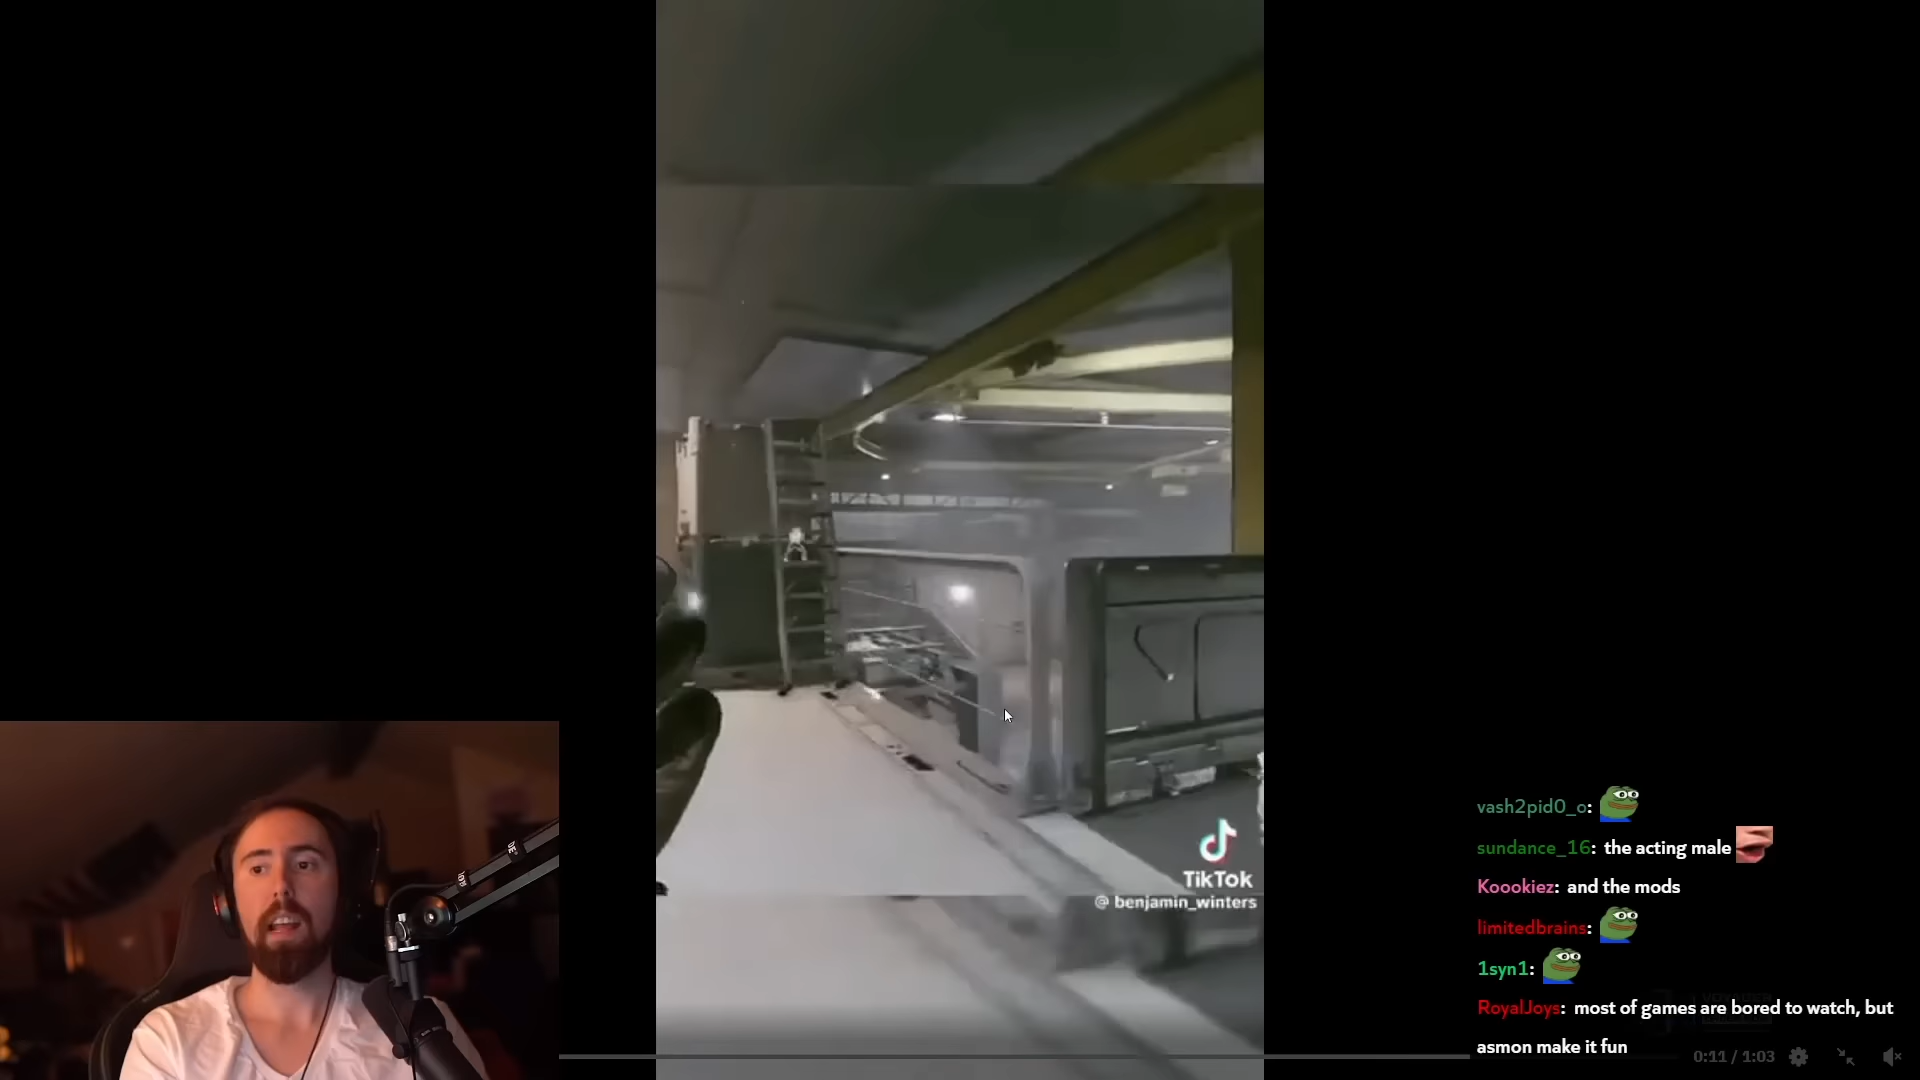 TikTok
@ benjamin_winters
vash2pid0_o:
sundance_16: the acting male
Koookiez: and the mods
limitedbrains:
1syn1:
RoyalJoys: most of games are bored to watch, but
asmon make it fun
0:11 / 1:03